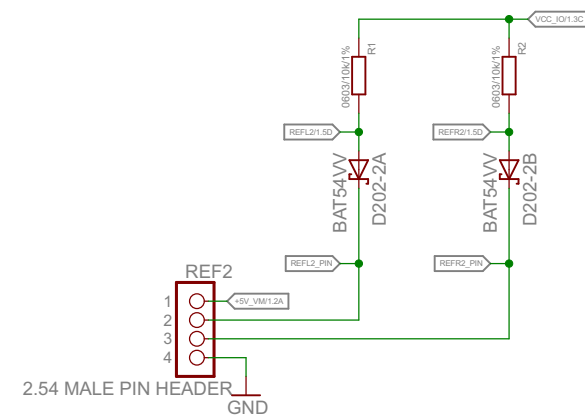 VCC_IO/1.3C
R1
0603/10k/1%
R2
0603/10k/1%
REFL2/1.5D
REFR2/1.5D
BAT54VV
D202-2A
BAT54VV
D202-2B
REFL2_PIN
REFR2_PIN
REF2
1
+5V_VM/1.2A
2
3
4
2.54 MALE PIN HEADER
GND